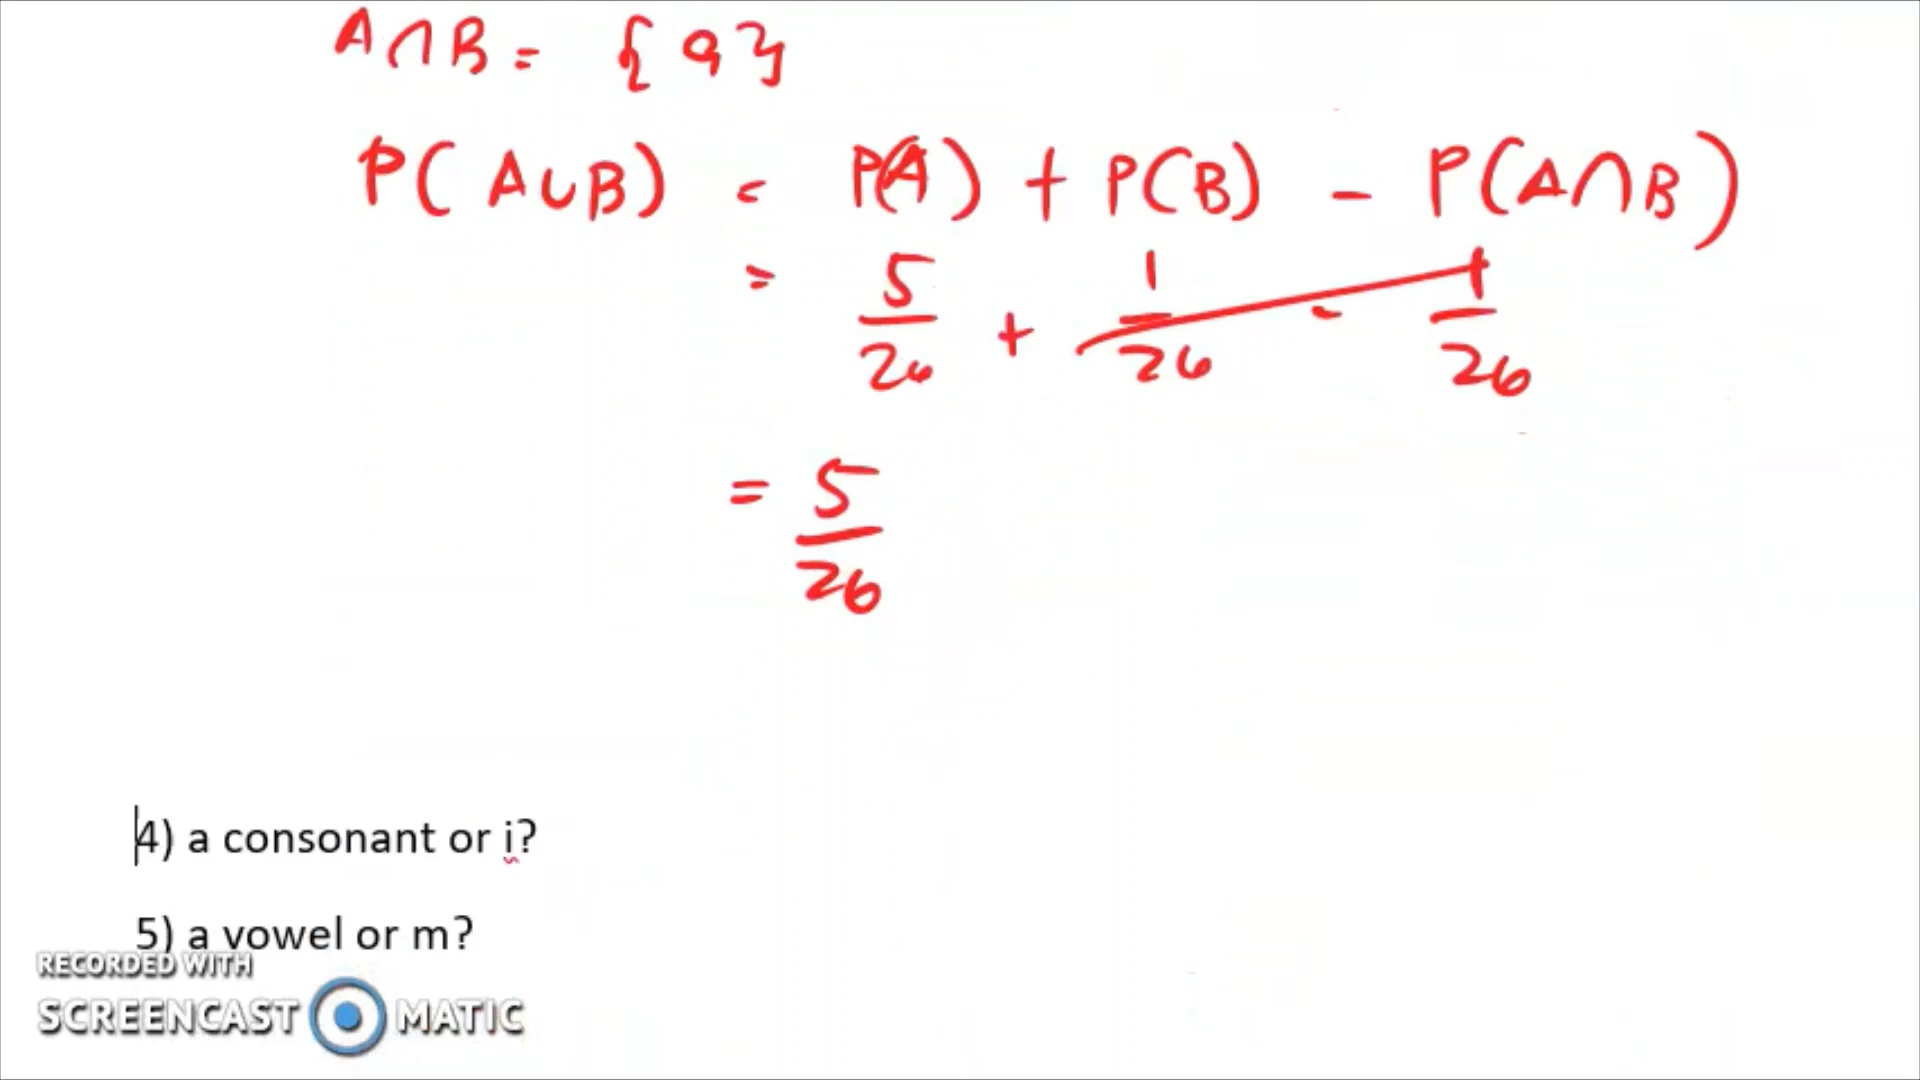 A∩B = {a}
P(A∪B) = P(A) + P(B) - P(A∩B)
= 5/26 + 1/26 - 1/26
= 5/26
4) a consonant or i?
5) a vowel or m?
RECORDED WITH
SCREENCAST MATIC